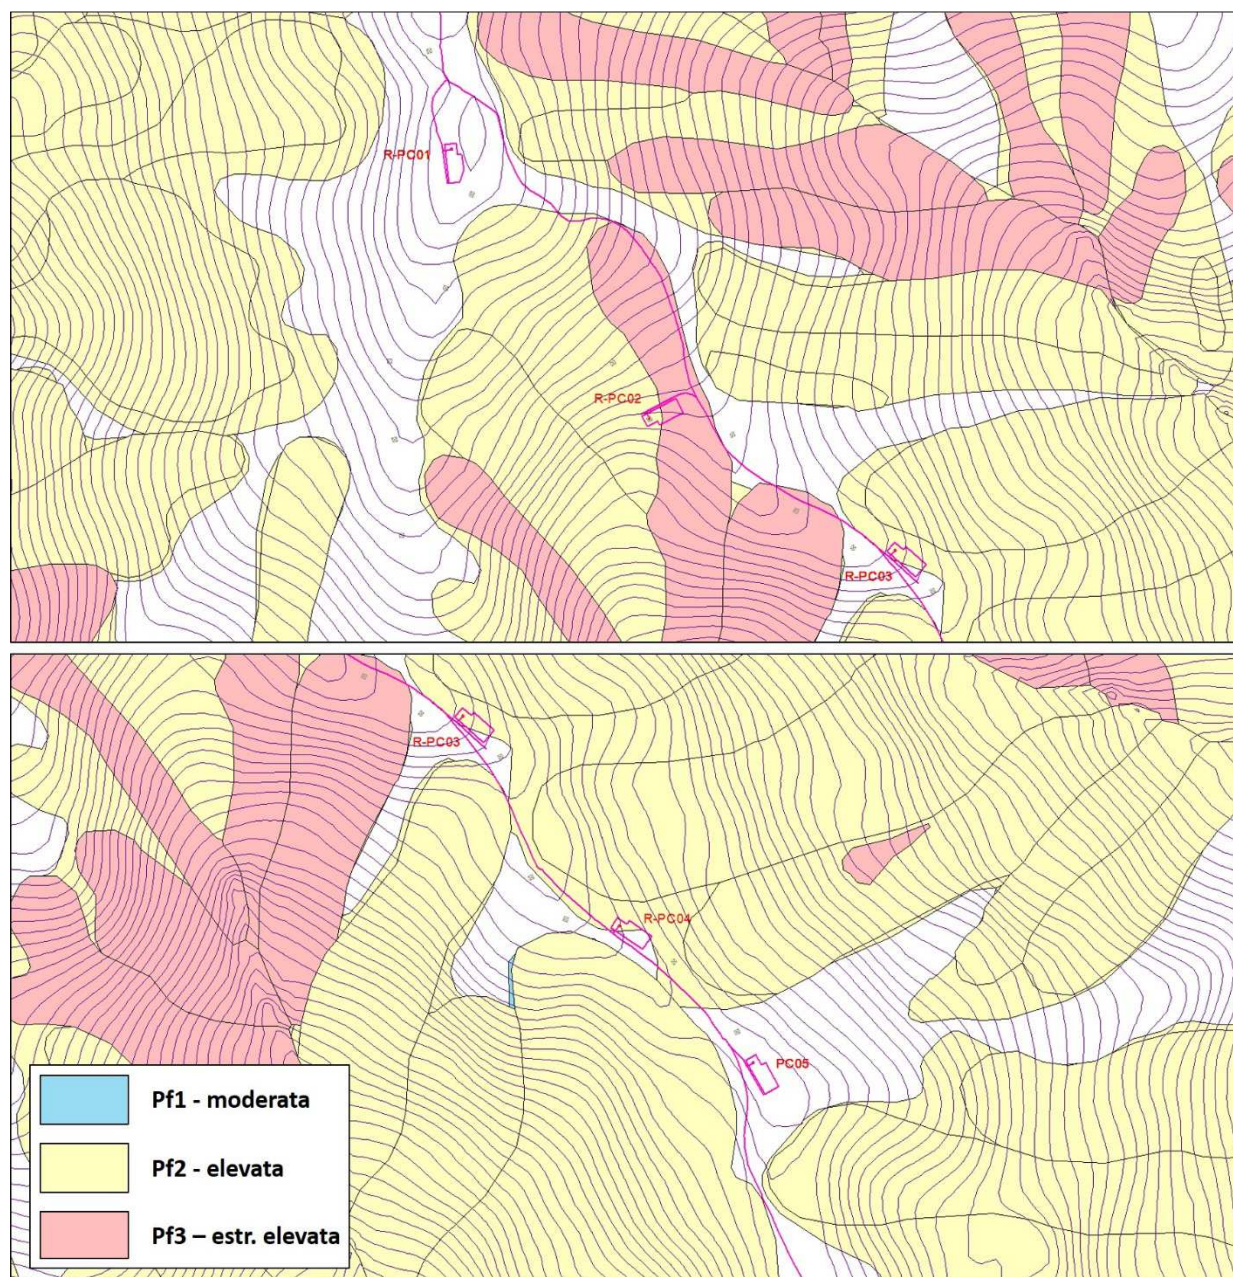 R-PC01
R-PC02
R-PC03
R-PC03
R-PC04
PC05
Pf1 - moderata
Pf2 - elevata
Pf3 – estr. elevata